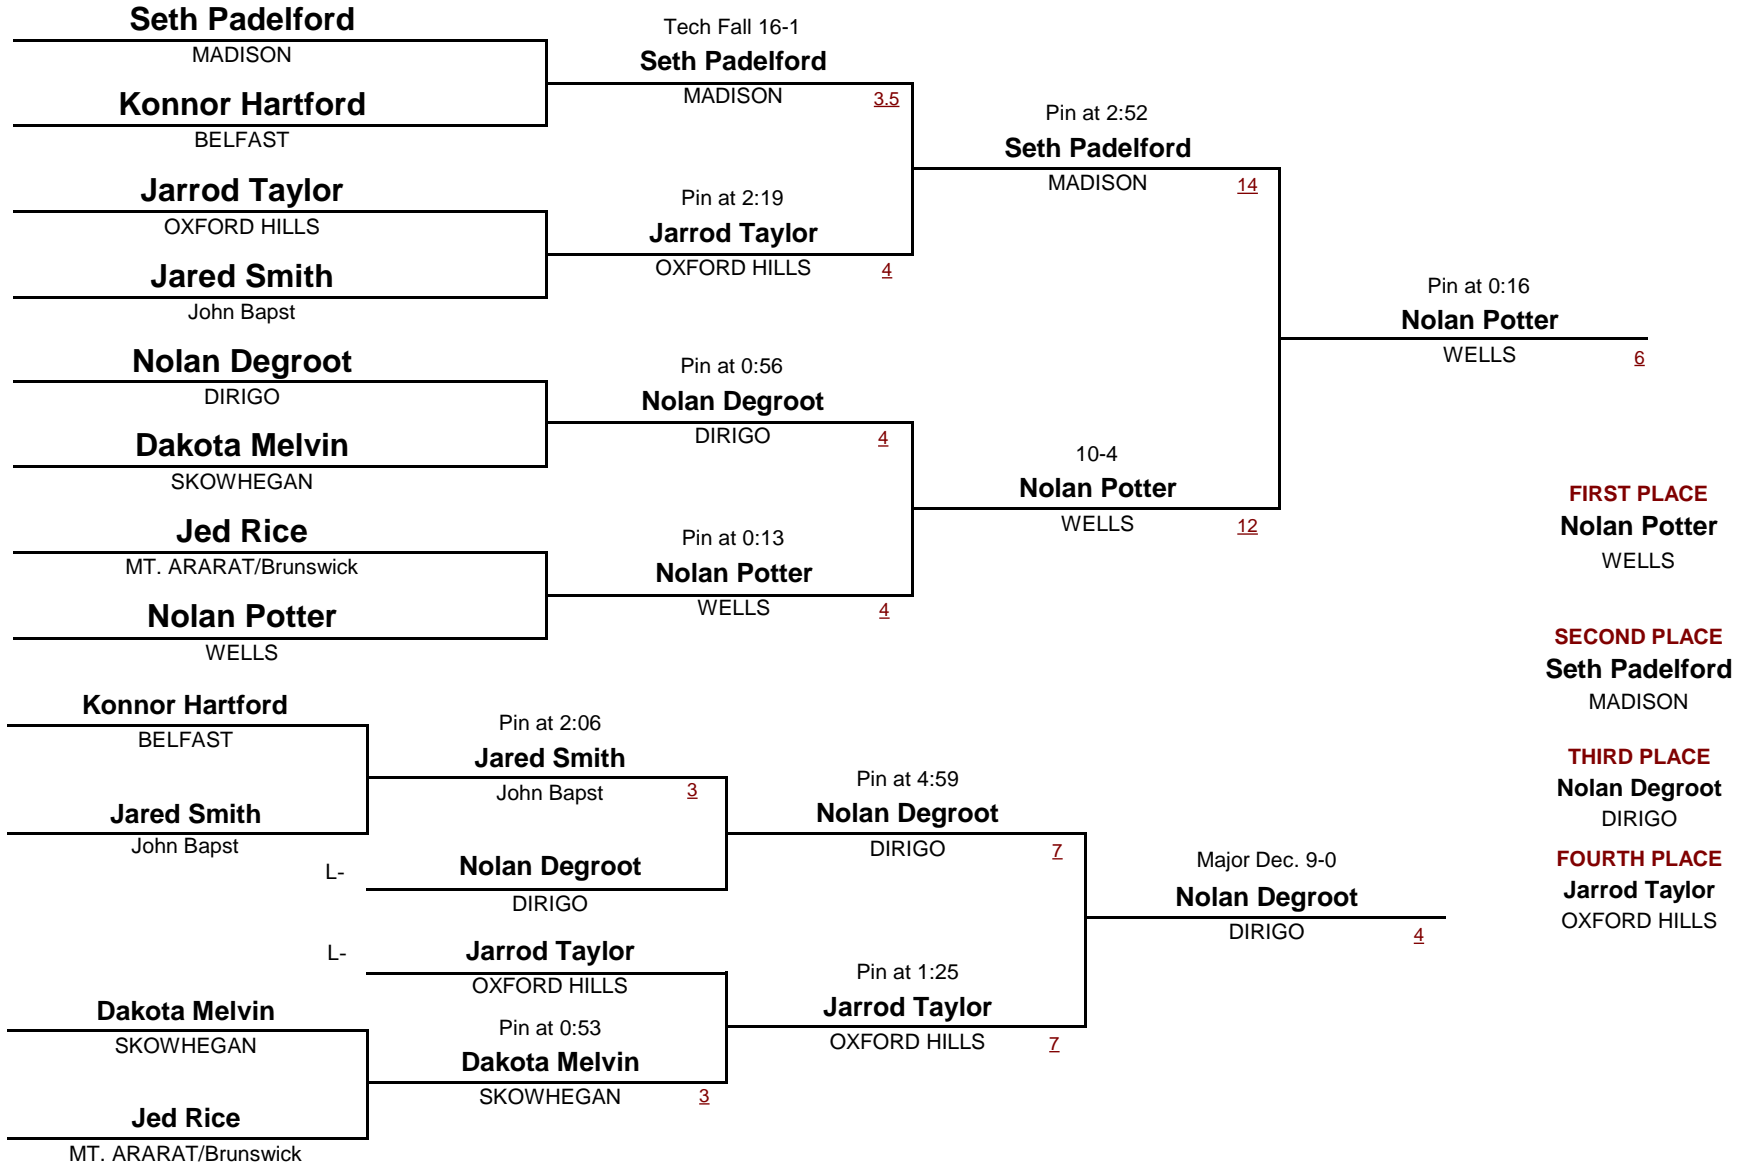 Seth Padelford
MADISON
Konnor Hartford
BELFAST
Jarrod Taylor
OXFORD HILLS
Jared Smith
John Bapst
Nolan Degroot
DIRIGO
Dakota Melvin
SKOWHEGAN
Jed Rice
MT. ARARAT/Brunswick
Nolan Potter
WELLS
Tech Fall 16-1
Seth Padelford
MADISON 3.5
Pin at 2:19
Jarrod Taylor
OXFORD HILLS 4
Pin at 0:56
Nolan Degroot
DIRIGO 4
Pin at 0:13
Nolan Potter
WELLS 4
Pin at 2:52
Seth Padelford
MADISON 14
10-4
Nolan Potter
WELLS 12
Pin at 0:16
Nolan Potter
WELLS 6
Konnor Hartford
BELFAST
Jared Smith
John Bapst
Dakota Melvin
SKOWHEGAN
Jed Rice
MT. ARARAT/Brunswick
Pin at 2:06
Jared Smith
John Bapst 3
L- Nolan Degroot
DIRIGO
L- Jarrod Taylor
OXFORD HILLS
Pin at 0:53
Dakota Melvin
SKOWHEGAN 3
Pin at 4:59
Nolan Degroot
DIRIGO 7
Pin at 1:25
Jarrod Taylor
OXFORD HILLS 7
Major Dec. 9-0
Nolan Degroot
DIRIGO 4
FIRST PLACE
Nolan Potter
WELLS
SECOND PLACE
Seth Padelford
MADISON
THIRD PLACE
Nolan Degroot
DIRIGO
FOURTH PLACE
Jarrod Taylor
OXFORD HILLS